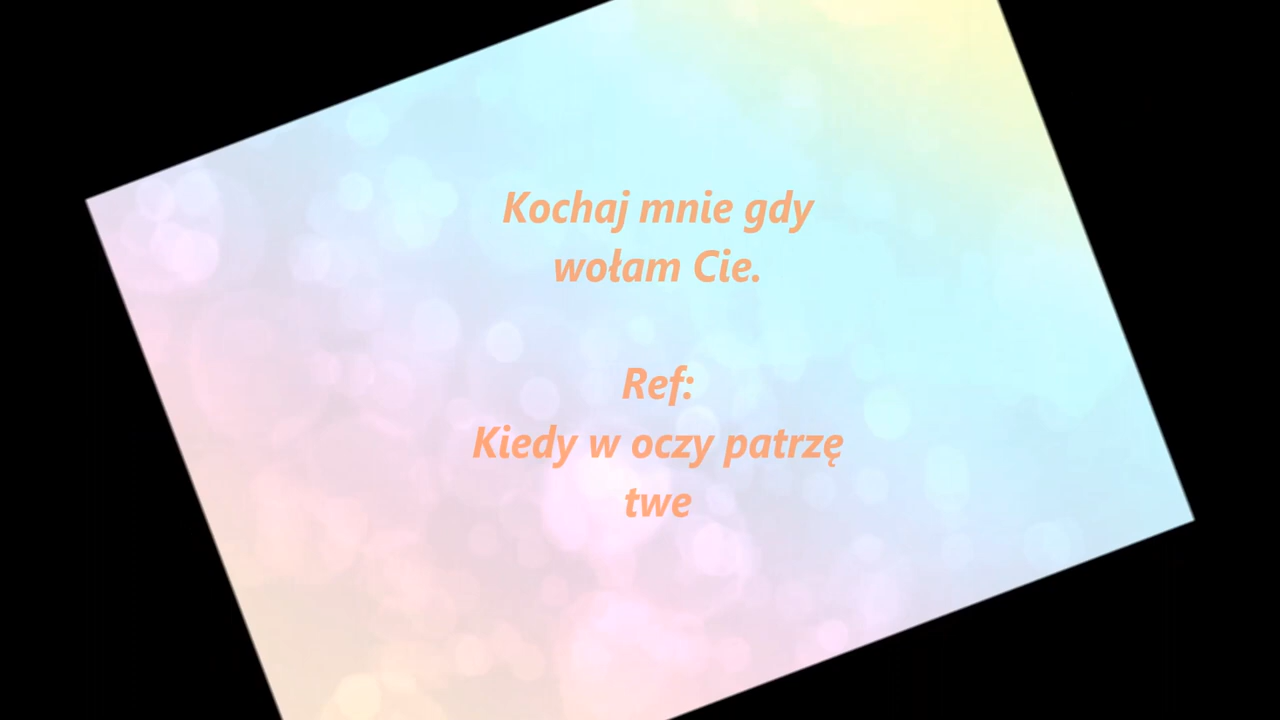 Kochaj mnie gdy
wołam Cie.
Ref:
Kiedy w oczy patrzę
twe